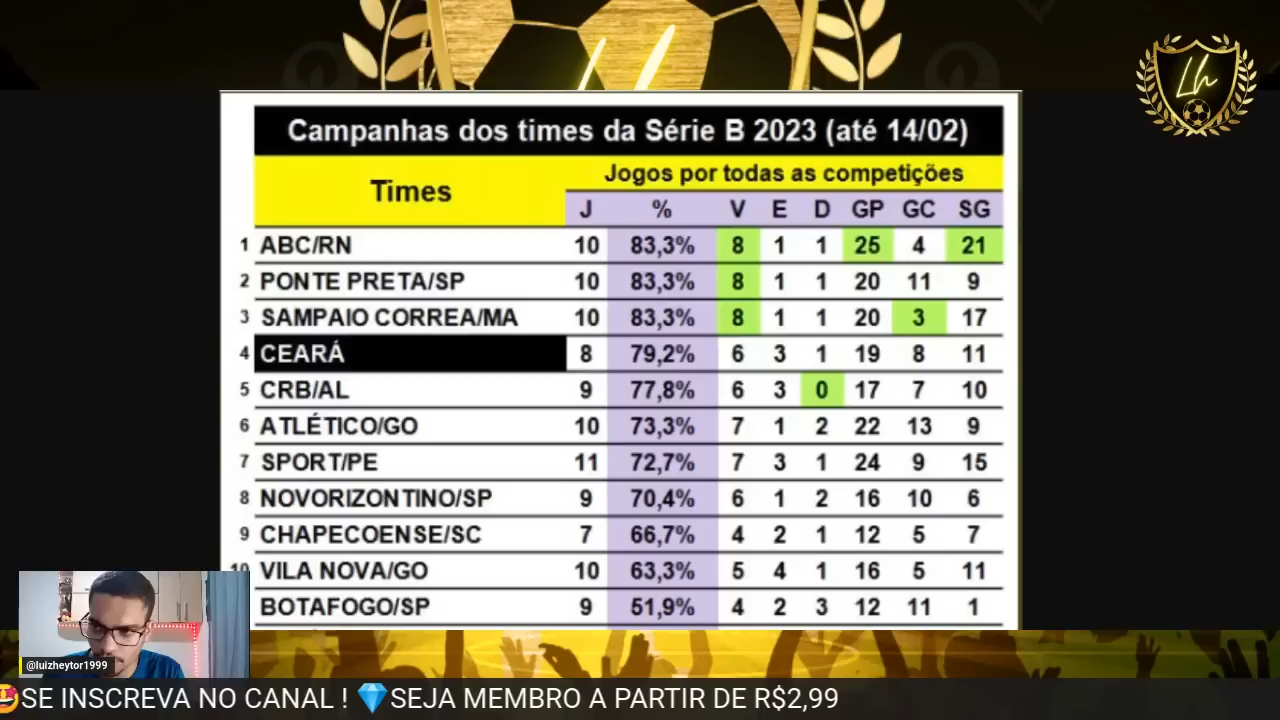 Lh
Campanhas dos times da Série B 2023 (até 14/02)
Times
Jogos por todas as competições
J % V E D GP GC SG
1 ABC/RN 10 83,3% 8 1 1 25 4 21
2 PONTE PRETA/SP 10 83,3% 8 1 1 20 11 9
3 SAMPAIO CORREA/MA 10 83,3% 8 1 1 20 3 17
4 CEARÁ 8 79,2% 6 3 1 19 8 11
5 CRB/AL 9 77,8% 6 3 0 17 7 10
6 ATLÉTICO/GO 10 73,3% 7 1 2 22 13 9
7 SPORT/PE 11 72,7% 7 3 1 24 9 15
8 NOVORIZONTINO/SP 9 70,4% 6 1 2 16 10 6
9 CHAPECOENSE/SC 7 66,7% 4 2 1 12 5 7
10 VILA NOVA/GO 10 63,3% 5 4 1 16 5 11
BOTAFOGO/SP 9 51,9% 4 2 3 12 11 1
@luizheytor1999
🤩SE INSCREVA NO CANAL ! 💎SEJA MEMBRO A PARTIR DE R$2,99